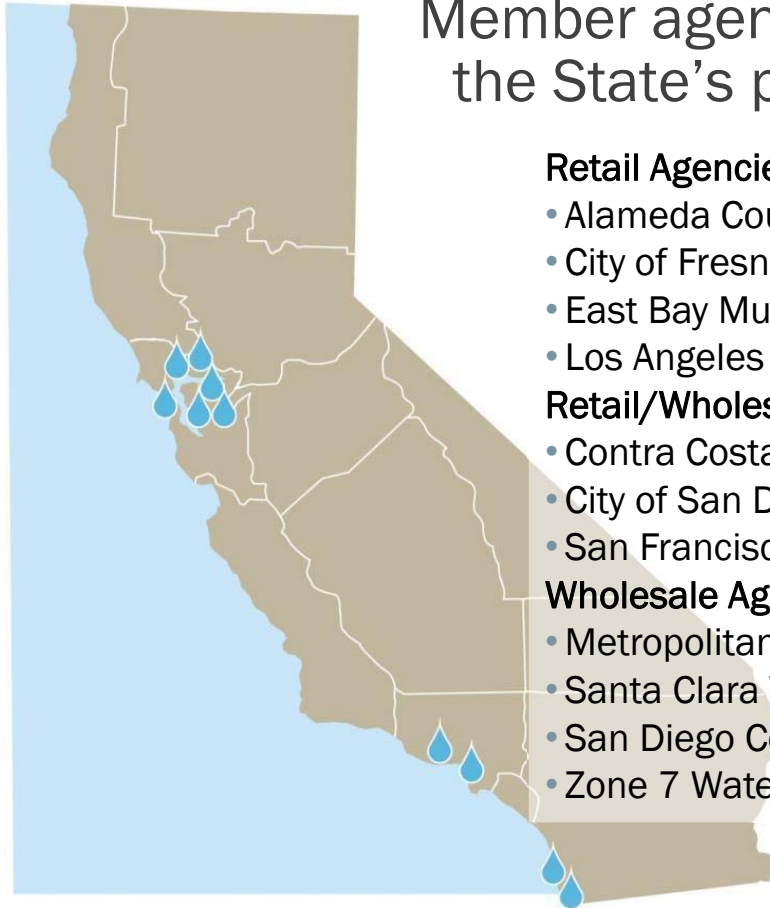 Member agen
the State's p
Retail Agencie
• Alameda Cou
• City of Fresn
• East Bay Mu
• Los Angeles
Retail/Wholes
• Contra Costa
• City of San D
• San Francisc
Wholesale Ag
• Metropolitan
• Santa Clara
• San Diego C
• Zone 7 Wate